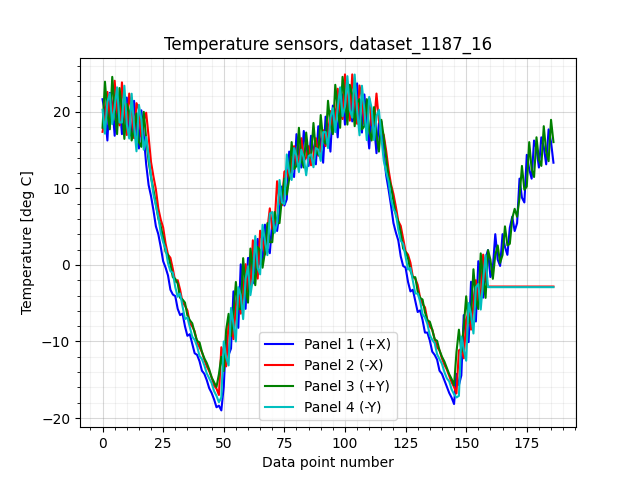 Temperature sensors, dataset_1187_16
Temperature [deg C]
20
10
0
−10
−20
Panel 1 (+X)
Panel 2 (-X)
Panel 3 (+Y)
Panel 4 (-Y)
0 25 50 75 100 125 150 175
Data point number